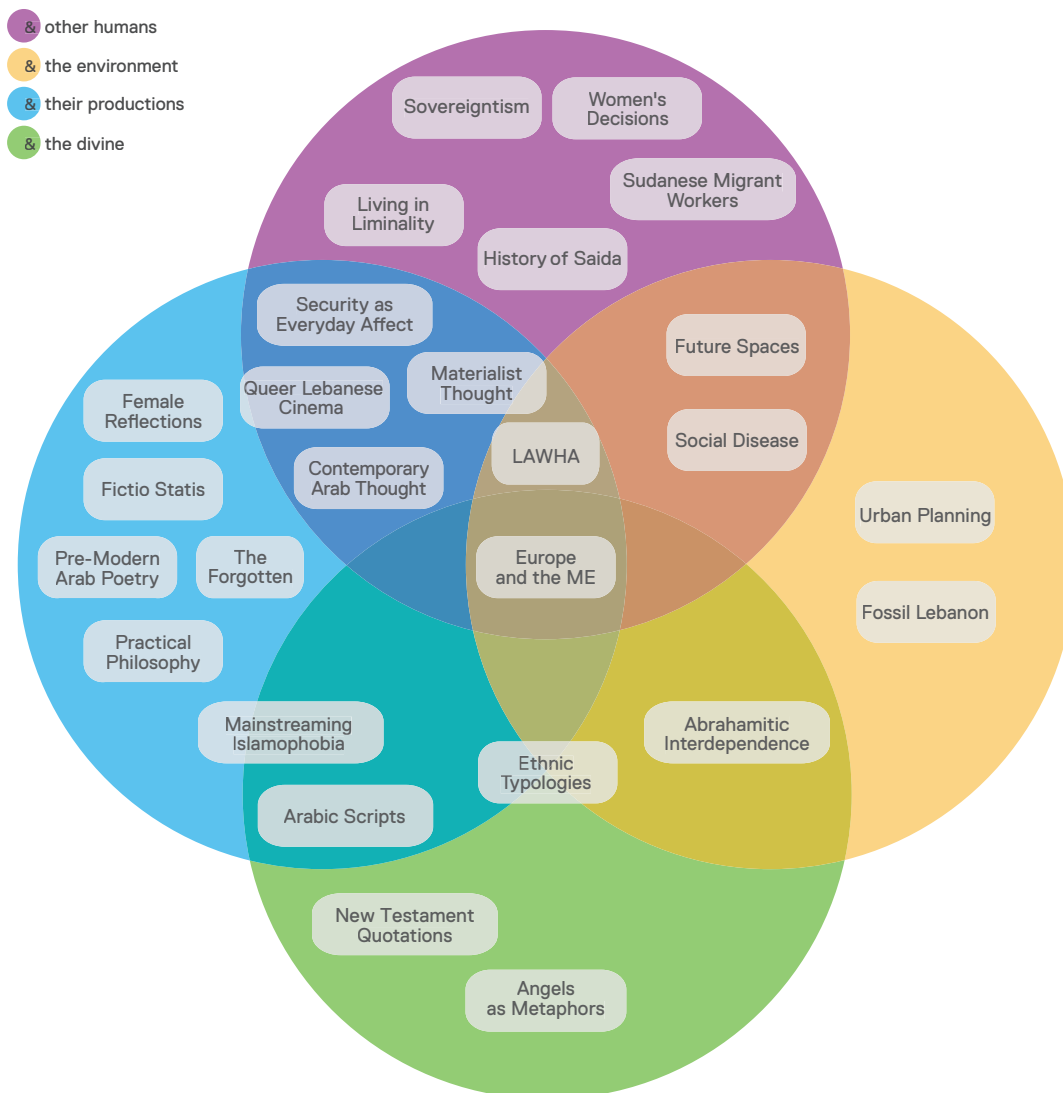 & other humans
& the environment
& their productions
& the divine
Sovereigntism
Women's
Decisions
Sudanese Migrant
Workers
Living in
Liminality
History of Saida
Security as
Everyday Affect
Future Spaces
Materialist
Thought
Queer Lebanese
Cinema
Female
Reflections
LAWHA
Social Disease
Contemporary
Arab Thought
Fictio Statis
Urban Planning
Pre-Modern
Arab Poetry
The
Forgotten
Europe
and the ME
Fossil Lebanon
Practical
Philosophy
Mainstreaming
Islamophobia
Abrahamitic
Interdependence
Ethnic
Typologies
Arabic Scripts
New Testament
Quotations
Angels
as Metaphors